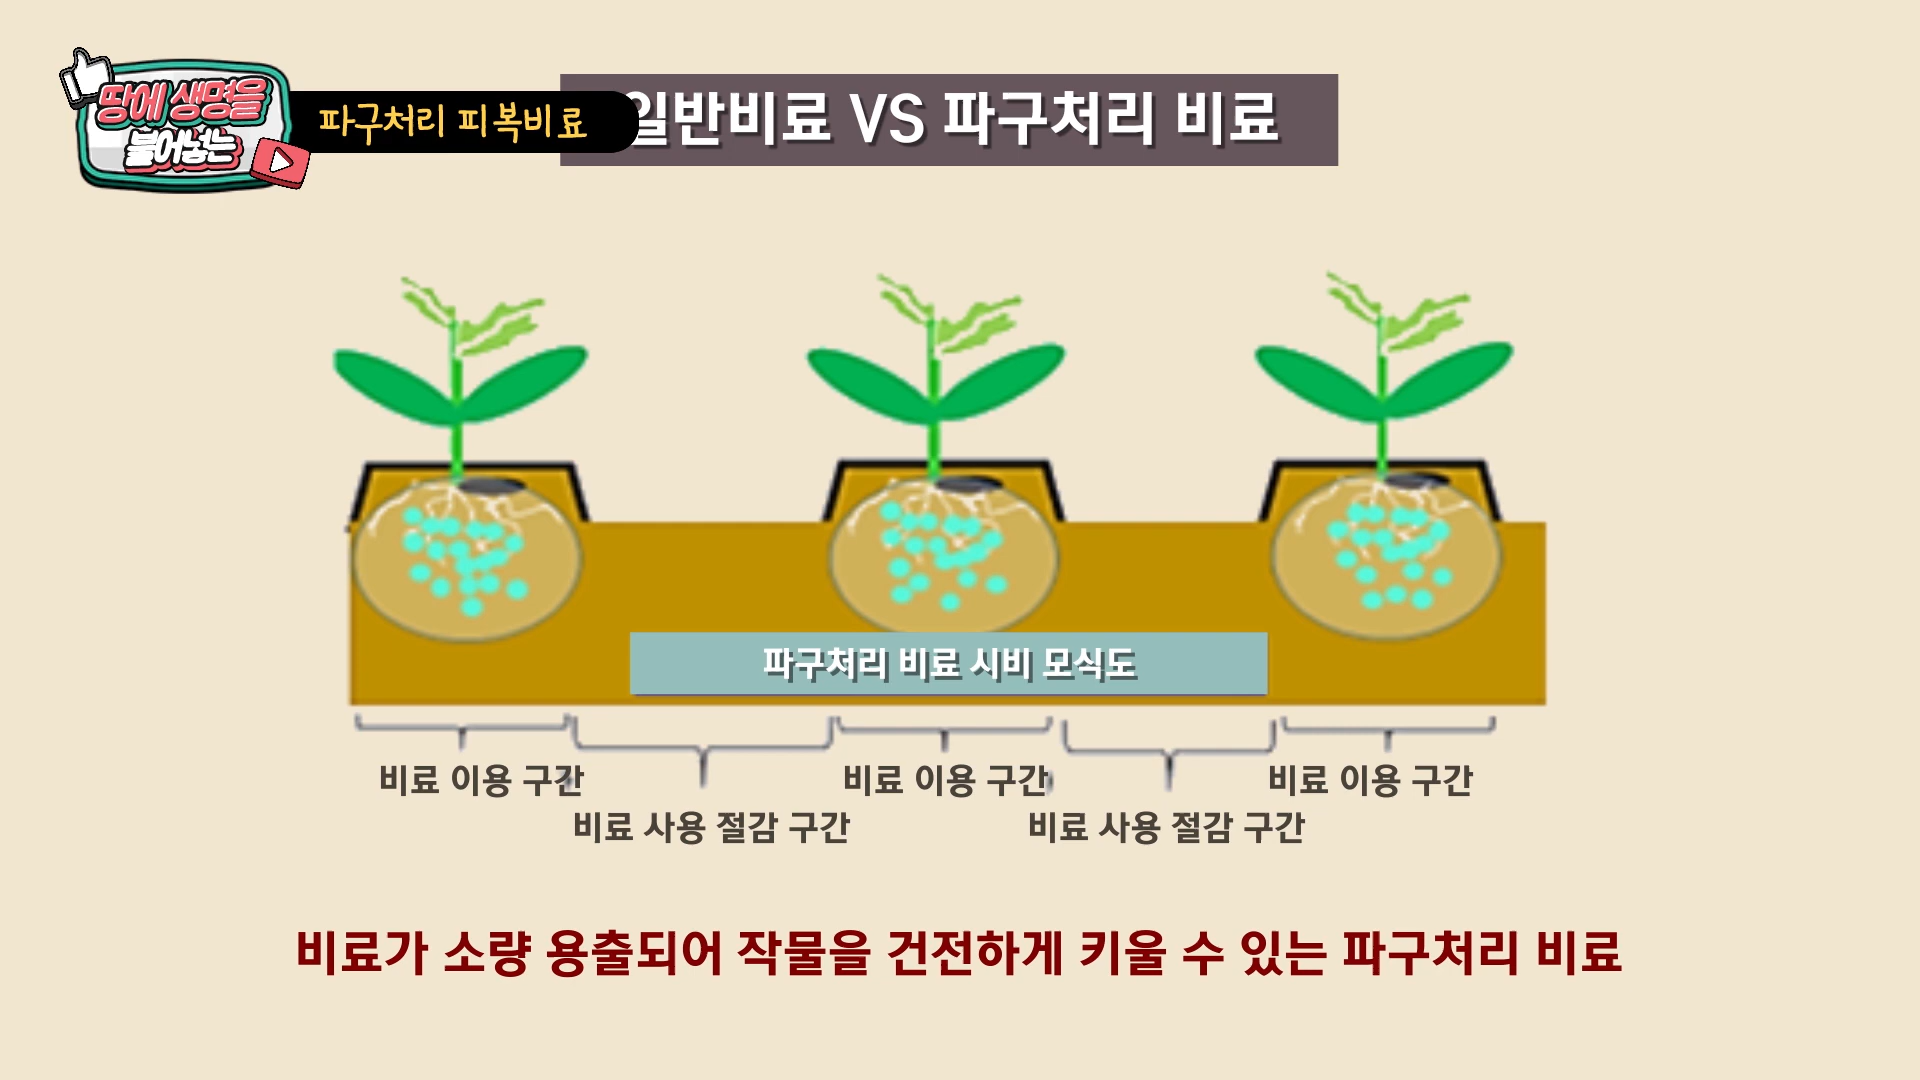 땅에 생명을
불어넣는
파구처리 피복비료
일반비료 VS 파구처리 비료
파구처리 비료 시비 모식도
비료 이용 구간
비료 이용 구간
비료 이용 구간
비료 사용 절감 구간
비료 사용 절감 구간
비료가 소량 용출되어 작물을 건전하게 키울 수 있는 파구처리 비료